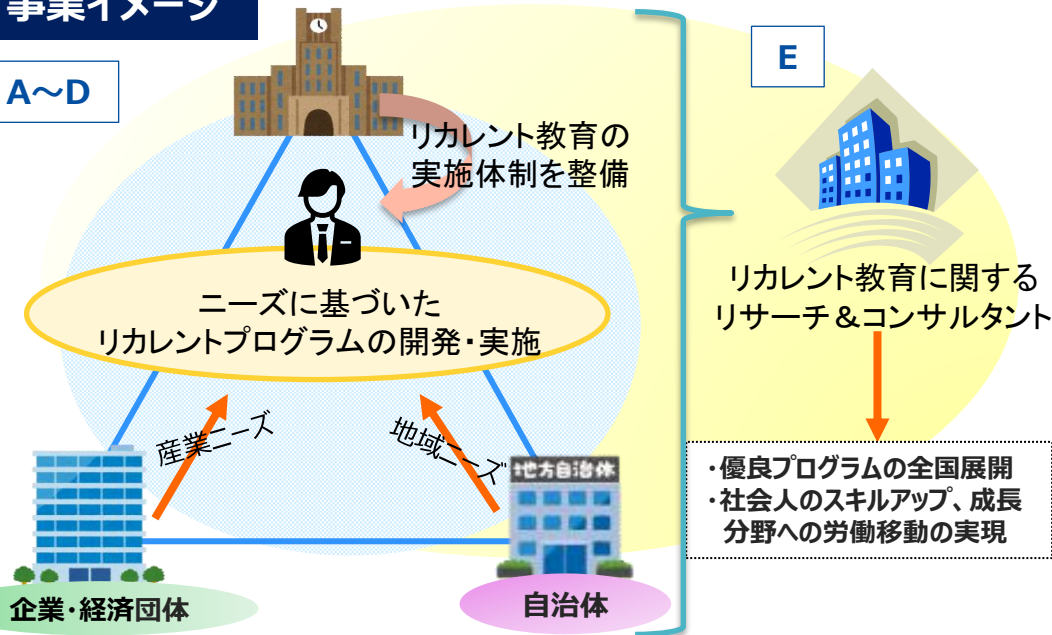 事業イメージ
A～D
リカレント教育の
実施体制を整備
ニーズに基づいた
リカレントプログラムの開発・実施
産業ニーズ
地域ニーズ
地方自治体
企業・経済団体
自治体
E
リカレント教育に関する
リサーチ＆コンサルタント
・優良プログラムの全国展開
・社会人のスキルアップ、成長
分野への労働移動の実現